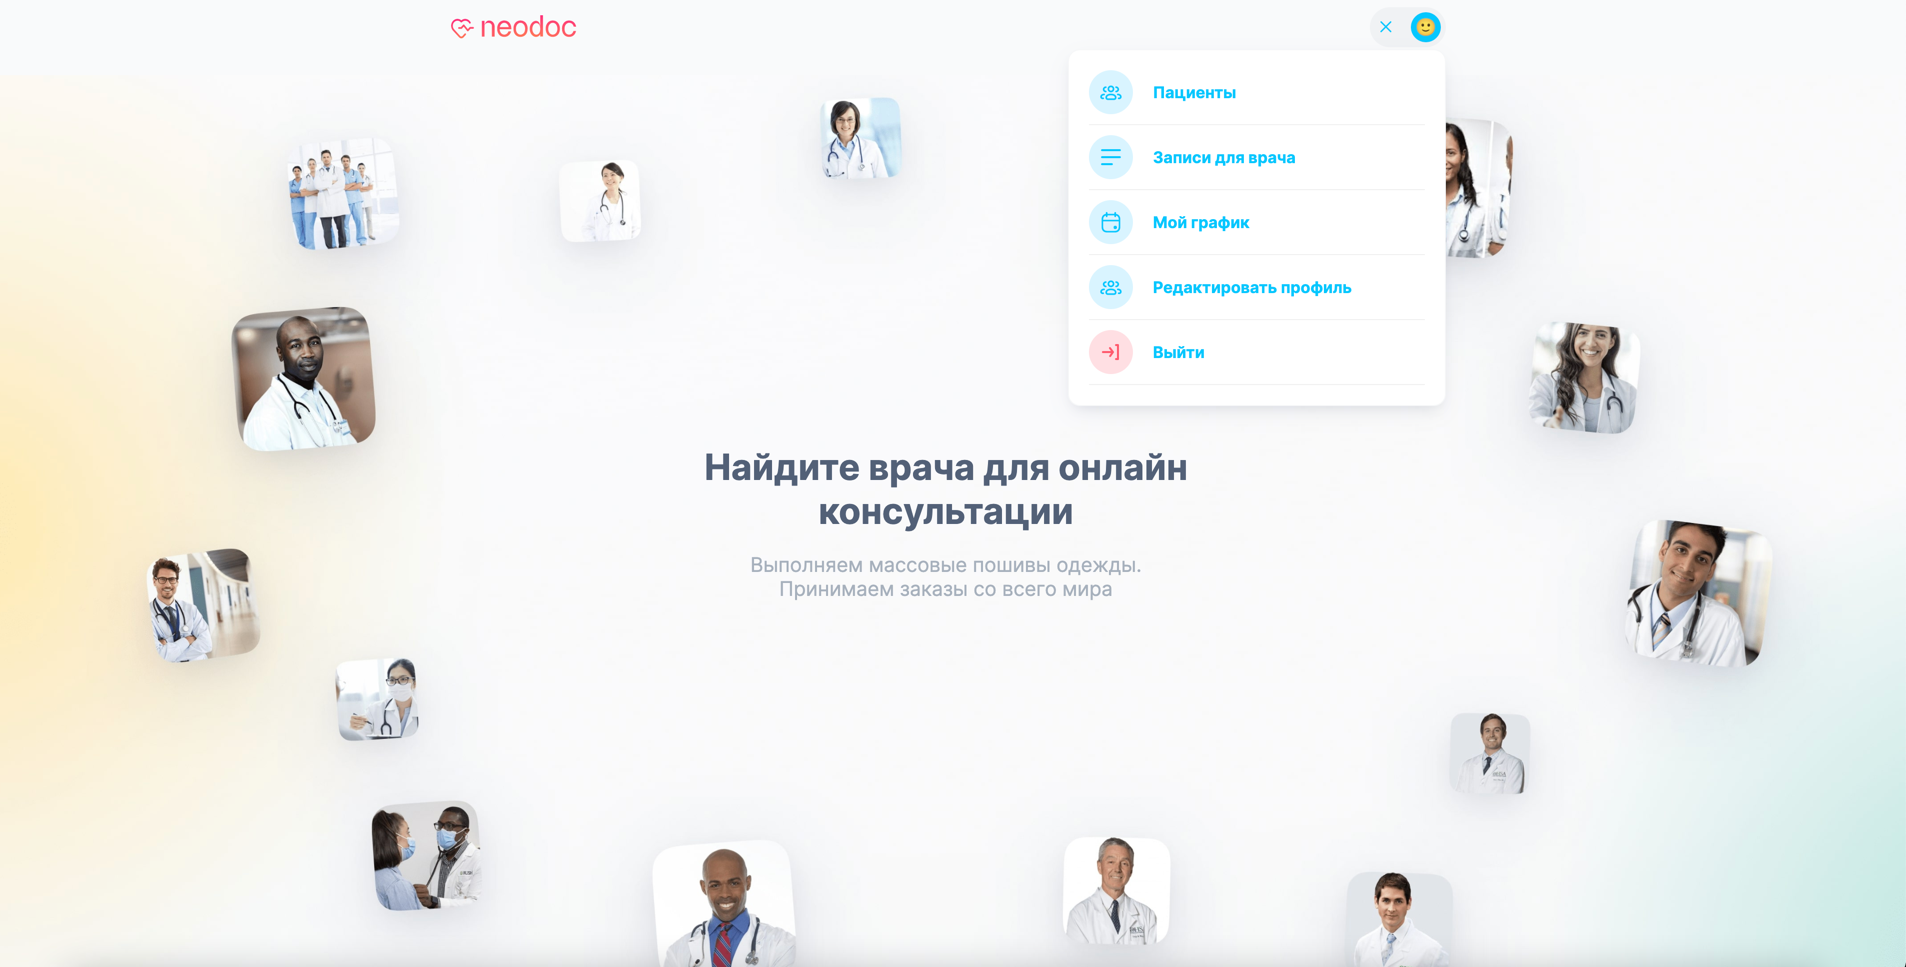 neodoc
Пациенты
Записи для врача
Мой график
Редактировать профиль
Выйти
Найдите врача для онлайн
консультации
Выполняем массовые пошивы одежды.
Принимаем заказы со всего мира